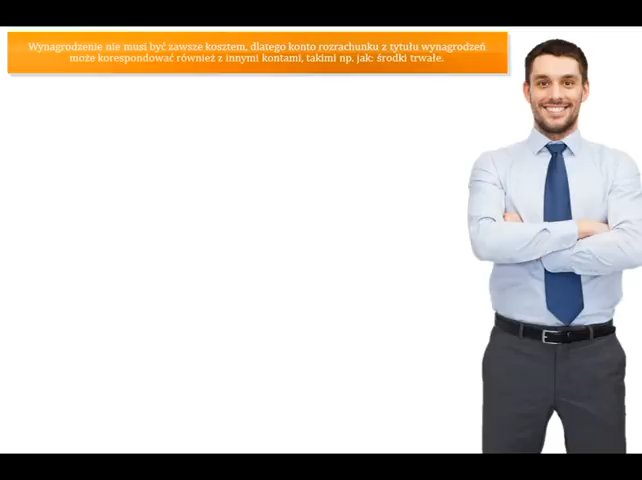 Wynagrodzenie nie musi być zawsze kosztem, dlatego konto rozrachunku z tytułu wynagrodzeń
może korespondować również z innymi kontami, takimi np. jak: środki trwałe.